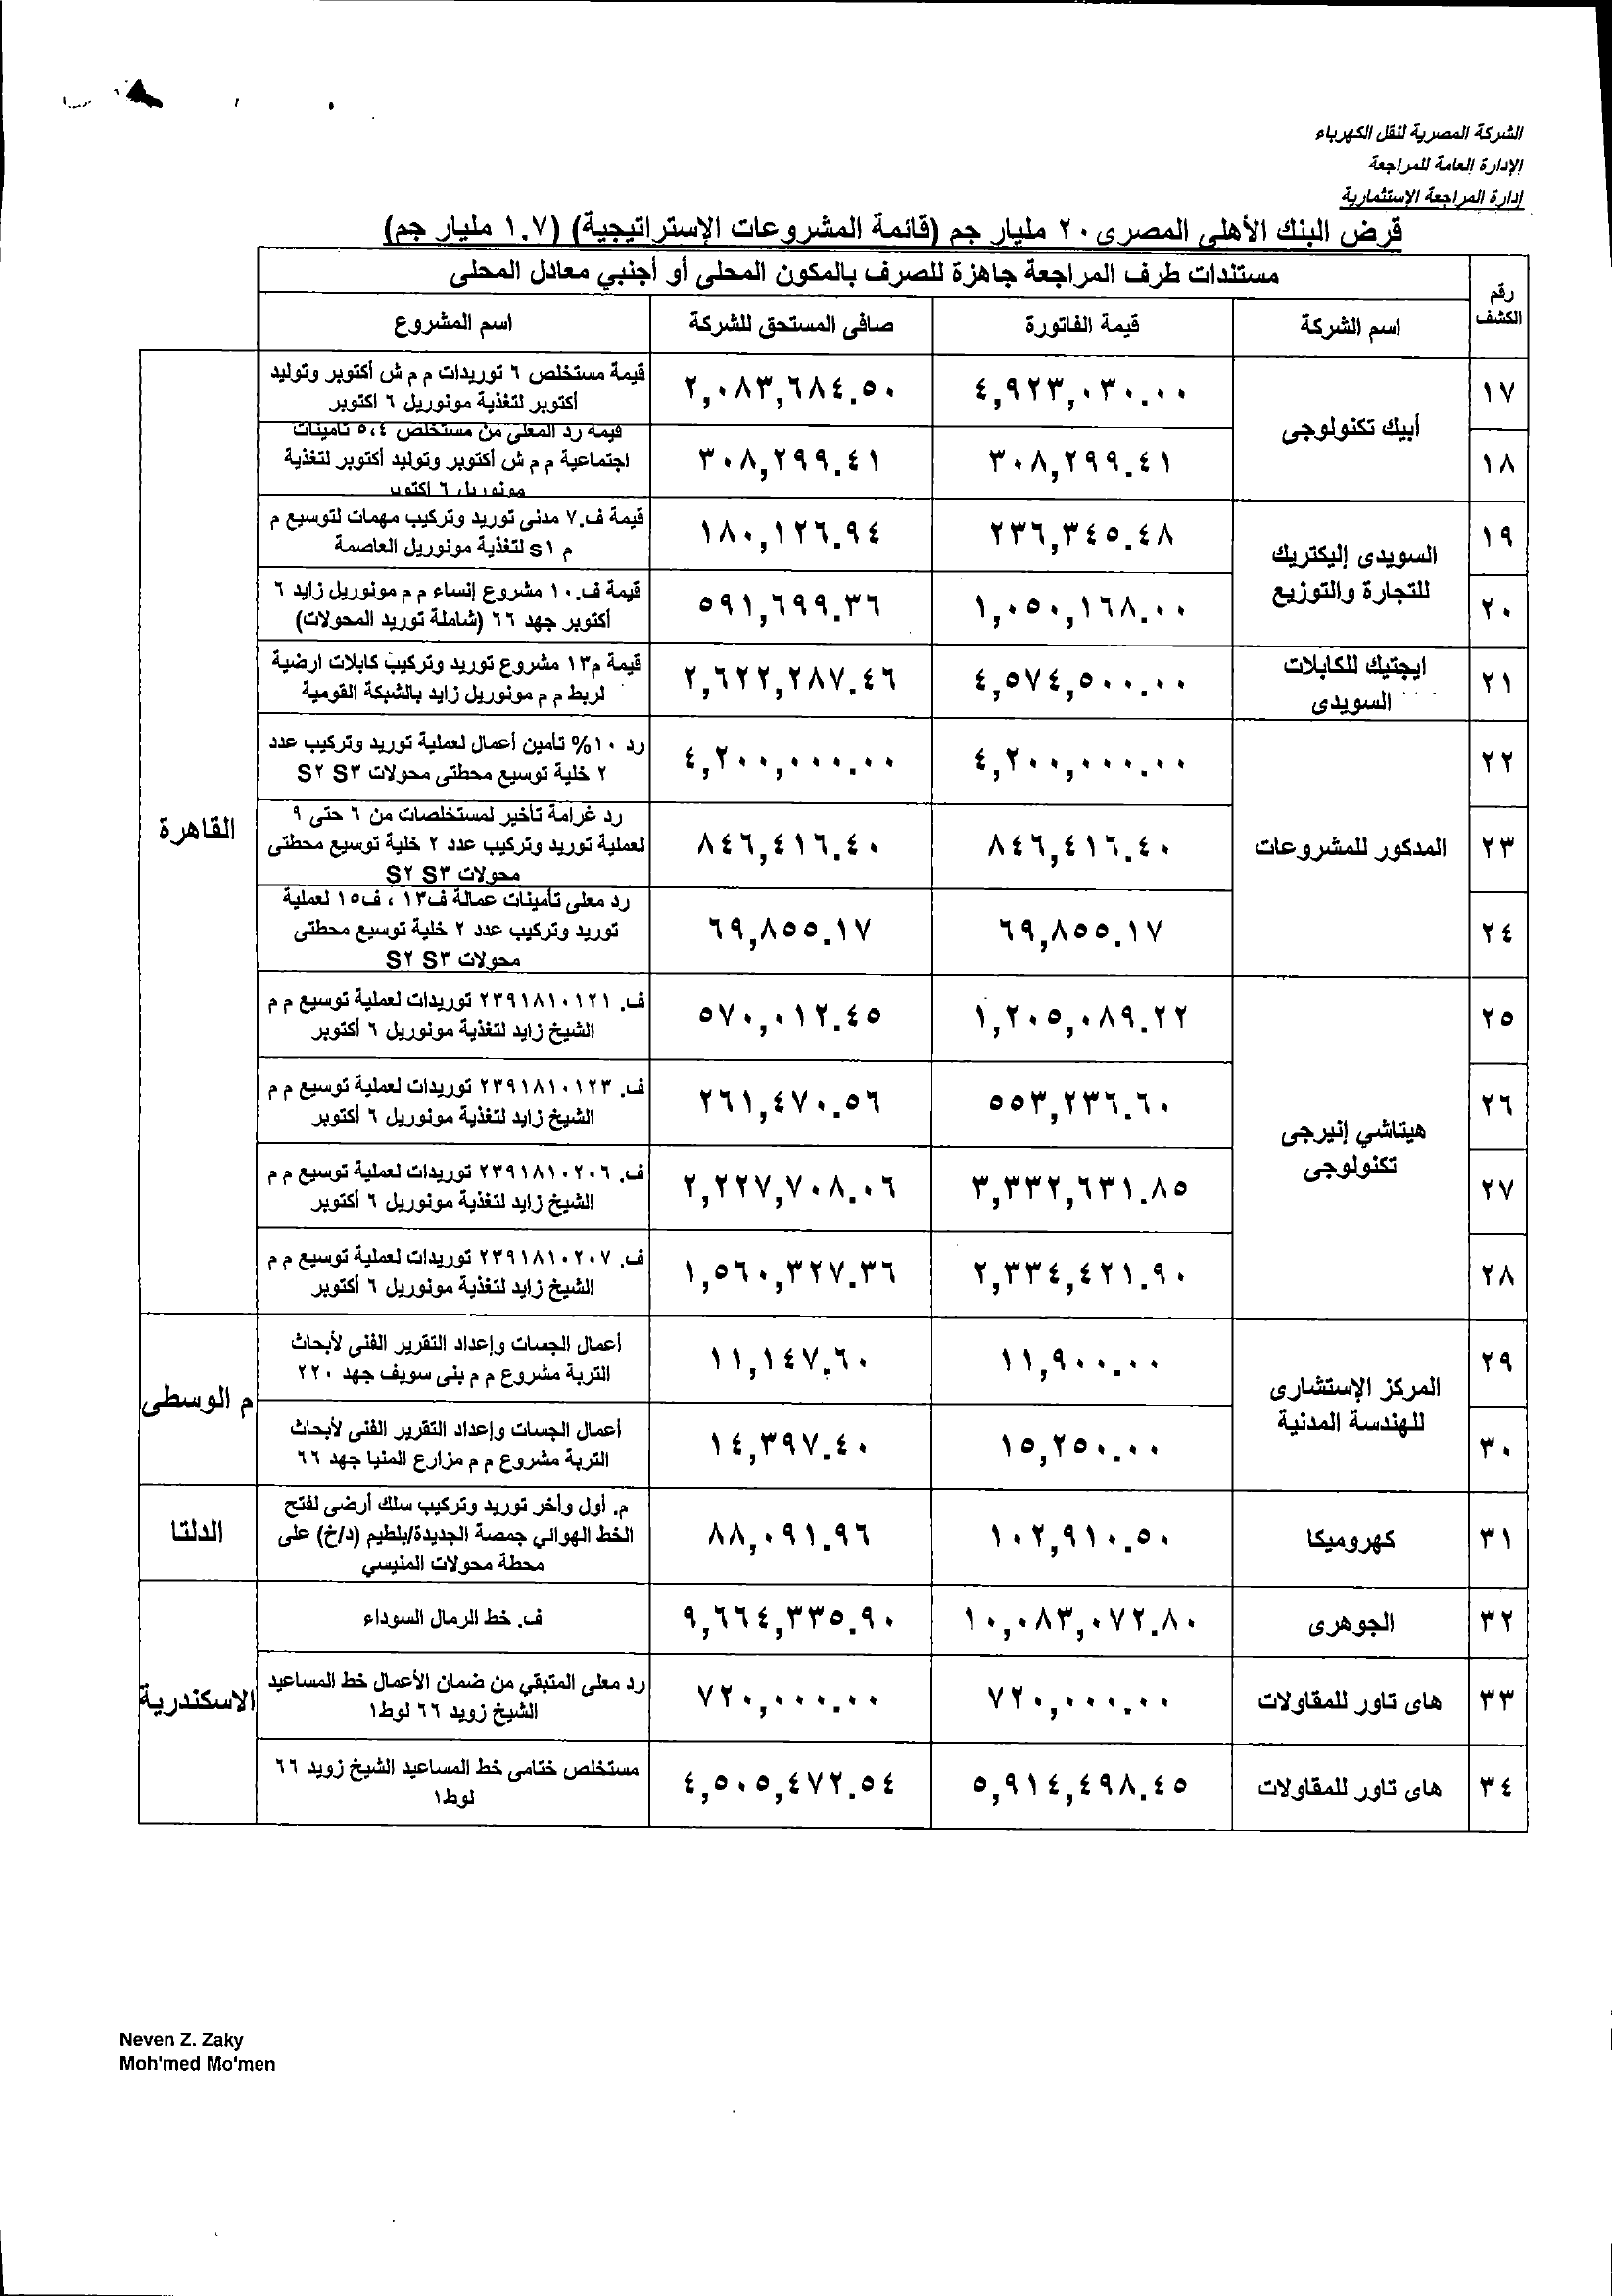 الشركة المصرية لنقل الكهرباء
الإدارة العامة للمراجعة
إدارة المراجعة الإستثمارية
قرض البنك الأهلى المصرى ٢٠ مليار جم (قائمة المشروعات الإستراتيجية) (١.٧ مليار جم)
رقم الكشف
مستندات طرف المراجعة جاهزة للصرف بالمكون المحلى أو أجنبي معادل المحلى
اسم الشركة
قيمة الفاتورة
صافى المستحق للشركة
اسم المشروع
١٧
أبيك تكنولوجى
٤,٩٢٣,٠٣٠.٠٠
٢,٠٨٣,٦٨٤.٥٠
قيمة مستخلص ٦ توريدات م م ش أكتوبر وتوليد
أكتوبر لتغذية مونوريل ٦ اكتوبر
القاهرة
١٨
٣٠٨,٢٩٩.٤١
٣٠٨,٢٩٩.٤١
قيمة رد المعلى من مستخلص ٥،٤ تامينات
اجتماعية م م ش أكتوبر وتوليد أكتوبر لتغذية
مونوريل ٦ اكتوبر
١٩
السويدى إليكتريك
للتجارة والتوزيع
٢٣٦,٣٤٥.٤٨
١٨٠,١٢٦.٩٤
قيمة ف.٧ مدنى توريد وتركيب مهمات لتوسيع م
م s١ لتغذية مونوريل العاصمة
٢٠
١,٠٥٠,١٦٨.٠٠
٥٩١,٦٩٩.٣٦
قيمة ف.١٠ مشروع إنساء م م مونوريل زايد ٦
أكتوبر جهد ٦٦ (شاملة توريد المحولات)
٢١
ايجتيك للكابلات
السويدى
٤,٥٧٤,٥٠٠.٠٠
٢,٦٢٢,٢٨٧.٤٦
قيمة م١٣ مشروع توريد وتركيب كابلات ارضية
لربط م م مونوريل زايد بالشبكة القومية
٢٢
المدكور للمشروعات
٤,٢٠٠,٠٠٠.٠٠
٤,٢٠٠,٠٠٠.٠٠
رد ١٠% تأمين أعمال لعملية توريد وتركيب عدد
٢ خلية توسيع محطتى محولات S٢ S٣
٢٣
٨٤٦,٤١٦.٤٠
٨٤٦,٤١٦.٤٠
رد غرامة تأخير لمستخلصات من ٦ حتى ٩
لعملية توريد وتركيب عدد ٢ خلية توسيع محطتى
محولات S٢ S٣
٢٤
٦٩,٨٥٥.١٧
٦٩,٨٥٥.١٧
رد معلى تأمينات عمالة ف١٣ ، ف١٥ لعملية
توريد وتركيب عدد ٢ خلية توسيع محطتى
محولات S٢ S٣
٢٥
هيتاشي إنيرجى
تكنولوجى
١,٢٠٥,٠٨٩.٢٢
٥٧٠,٠١٢.٤٥
ف. ٢٣٩١٨١٠١٢١ توريدات لعملية توسيع م م
الشيخ زايد لتغذية مونوريل ٦ أكتوبر
٢٦
٥٥٣,٢٣٦.٦٠
٢٦١,٤٧٠.٥٦
ف. ٢٣٩١٨١٠١٢٣ توريدات لعملية توسيع م م
الشيخ زايد لتغذية مونوريل ٦ أكتوبر
٢٧
٣,٣٣٢,٦٣١.٨٥
٢,٢٢٧,٧٠٨.٠٦
ف. ٢٣٩١٨١٠٢٠٦ توريدات لعملية توسيع م م
الشيخ زايد لتغذية مونوريل ٦ أكتوبر
٢٨
٢,٣٣٤,٤٢١.٩٠
١,٥٦٠,٣٢٧.٣٦
ف. ٢٣٩١٨١٠٢٠٧ توريدات لعملية توسيع م م
الشيخ زايد لتغذية مونوريل ٦ أكتوبر
٢٩
المركز الإستشارى
للهندسة المدنية
١١,٩٠٠.٠٠
١١,١٤٧.٦٠
أعمال الجسات وإعداد التقرير الفنى لأبحاث
التربة مشروع م م بنى سويف جهد ٢٢٠
م الوسطى
٣٠
١٥,٢٥٠.٠٠
١٤,٣٩٧.٤٠
أعمال الجسات وإعداد التقرير الفنى لأبحاث
التربة مشروع م م مزارع المنيا جهد ٦٦
٣١
كهروميكا
١٠٢,٩١٠.٥٠
٨٨,٠٩١.٩٦
م. أول وأخر توريد وتركيب سلك أرضى لفتح
الخط الهوائي جمصة الجديدة/بلطيم (د/خ) على
محطة محولات المنيسي
الدلتا
٣٢
الجوهرى
١٠,٠٨٣,٠٧٢.٨٠
٩,٦٦٤,٣٣٥.٩٠
ف. خط الرمال السوداء
الاسكندرية
٣٣
هاى تاور للمقاولات
٧٢٠,٠٠٠.٠٠
٧٢٠,٠٠٠.٠٠
رد معلى المتبقي من ضمان الأعمال خط المساعيد
الشيخ زويد ٦٦ لوط١
٣٤
هاى تاور للمقاولات
٥,٩١٤,٤٩٨.٤٥
٤,٥٠٥,٤٧٢.٥٤
مستخلص ختامى خط المساعيد الشيخ زويد ٦٦
لوط١
Neven Z. Zaky
Moh'med Mo'men